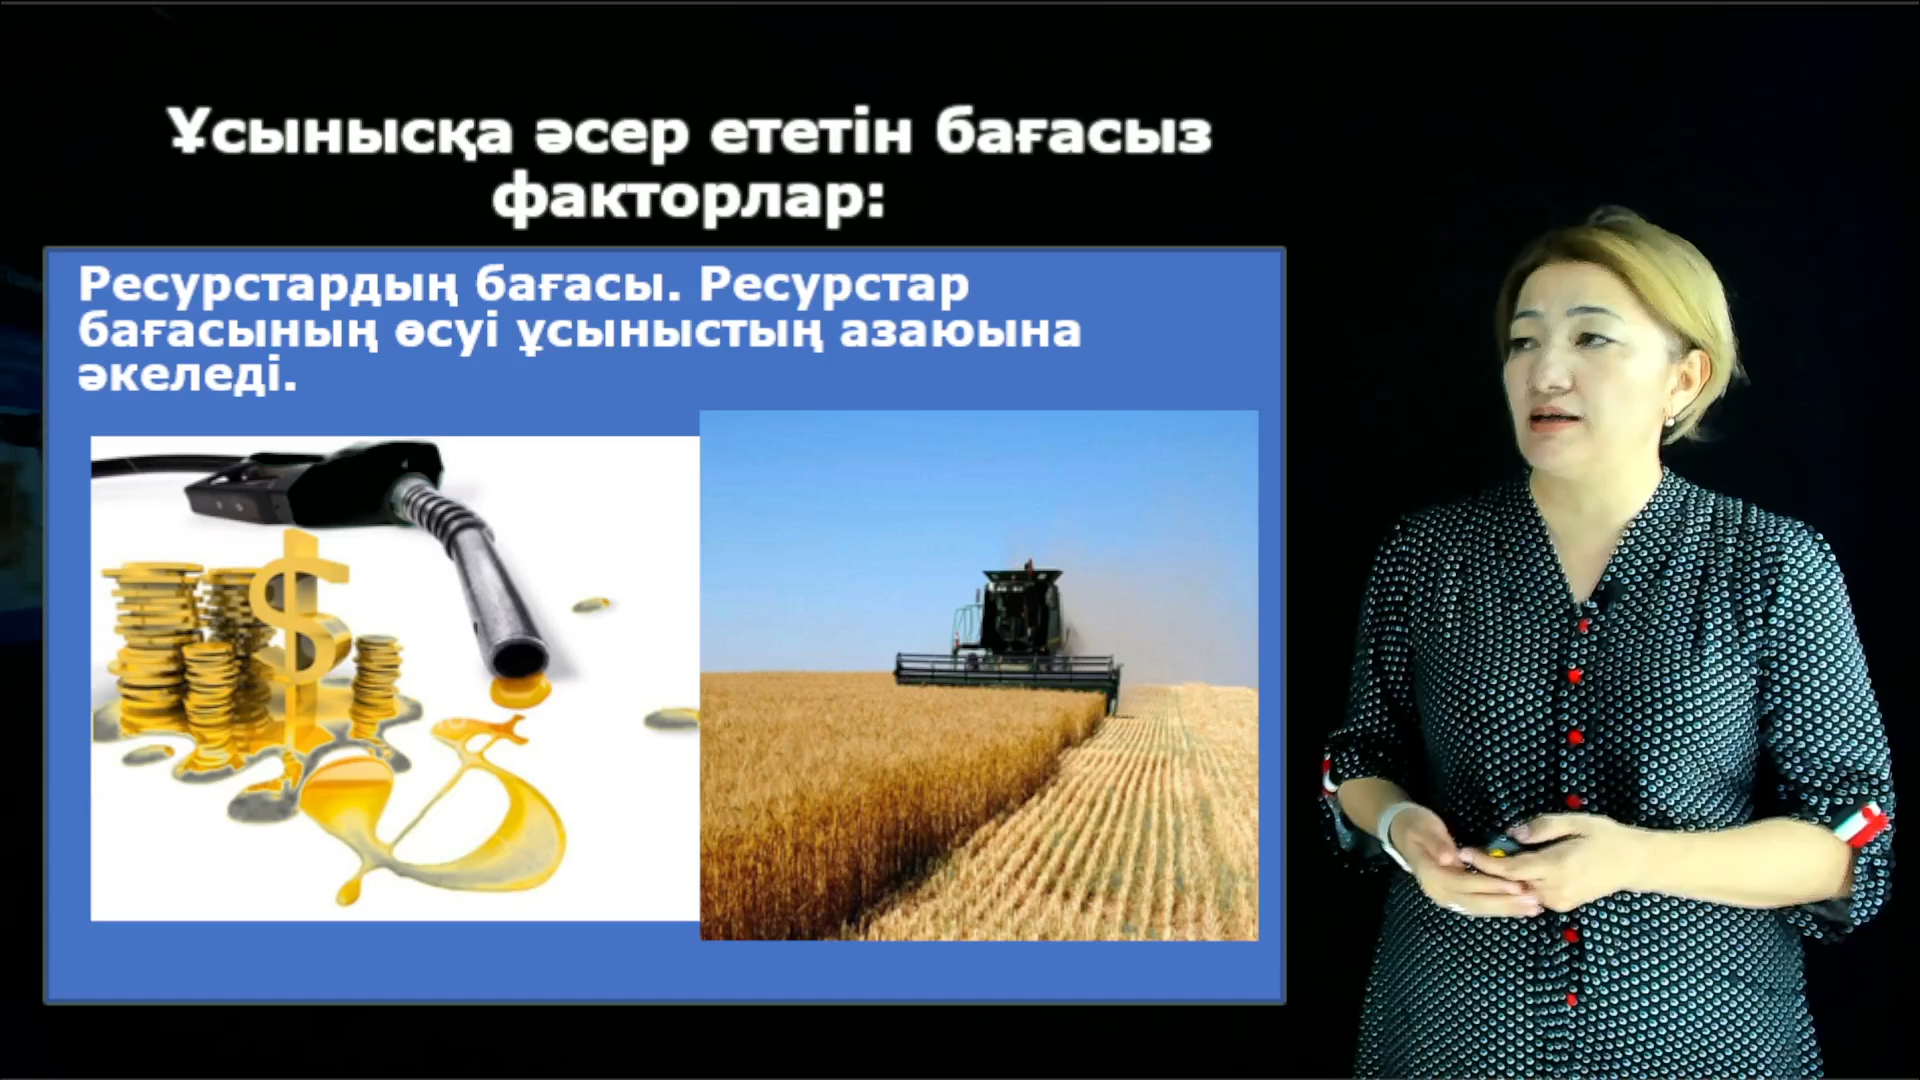 Ұсынысқа әсер ететін бағасыз
факторлар:
Ресурстардың бағасы. Ресурстар
бағасының өсуі ұсыныстың азаюына
әкеледі.